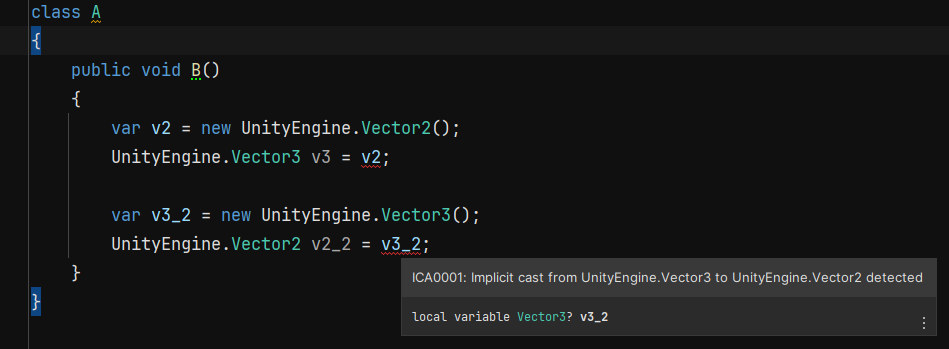 class A
{
    public void B()
    {
        var v2 = new UnityEngine.Vector2();
        UnityEngine.Vector3 v3 = v2;

        var v3_2 = new UnityEngine.Vector3();
        UnityEngine.Vector2 v2_2 = v3_2;
    }
}
ICA0001: Implicit cast from UnityEngine.Vector3 to UnityEngine.Vector2 detected
local variable Vector3? v3_2